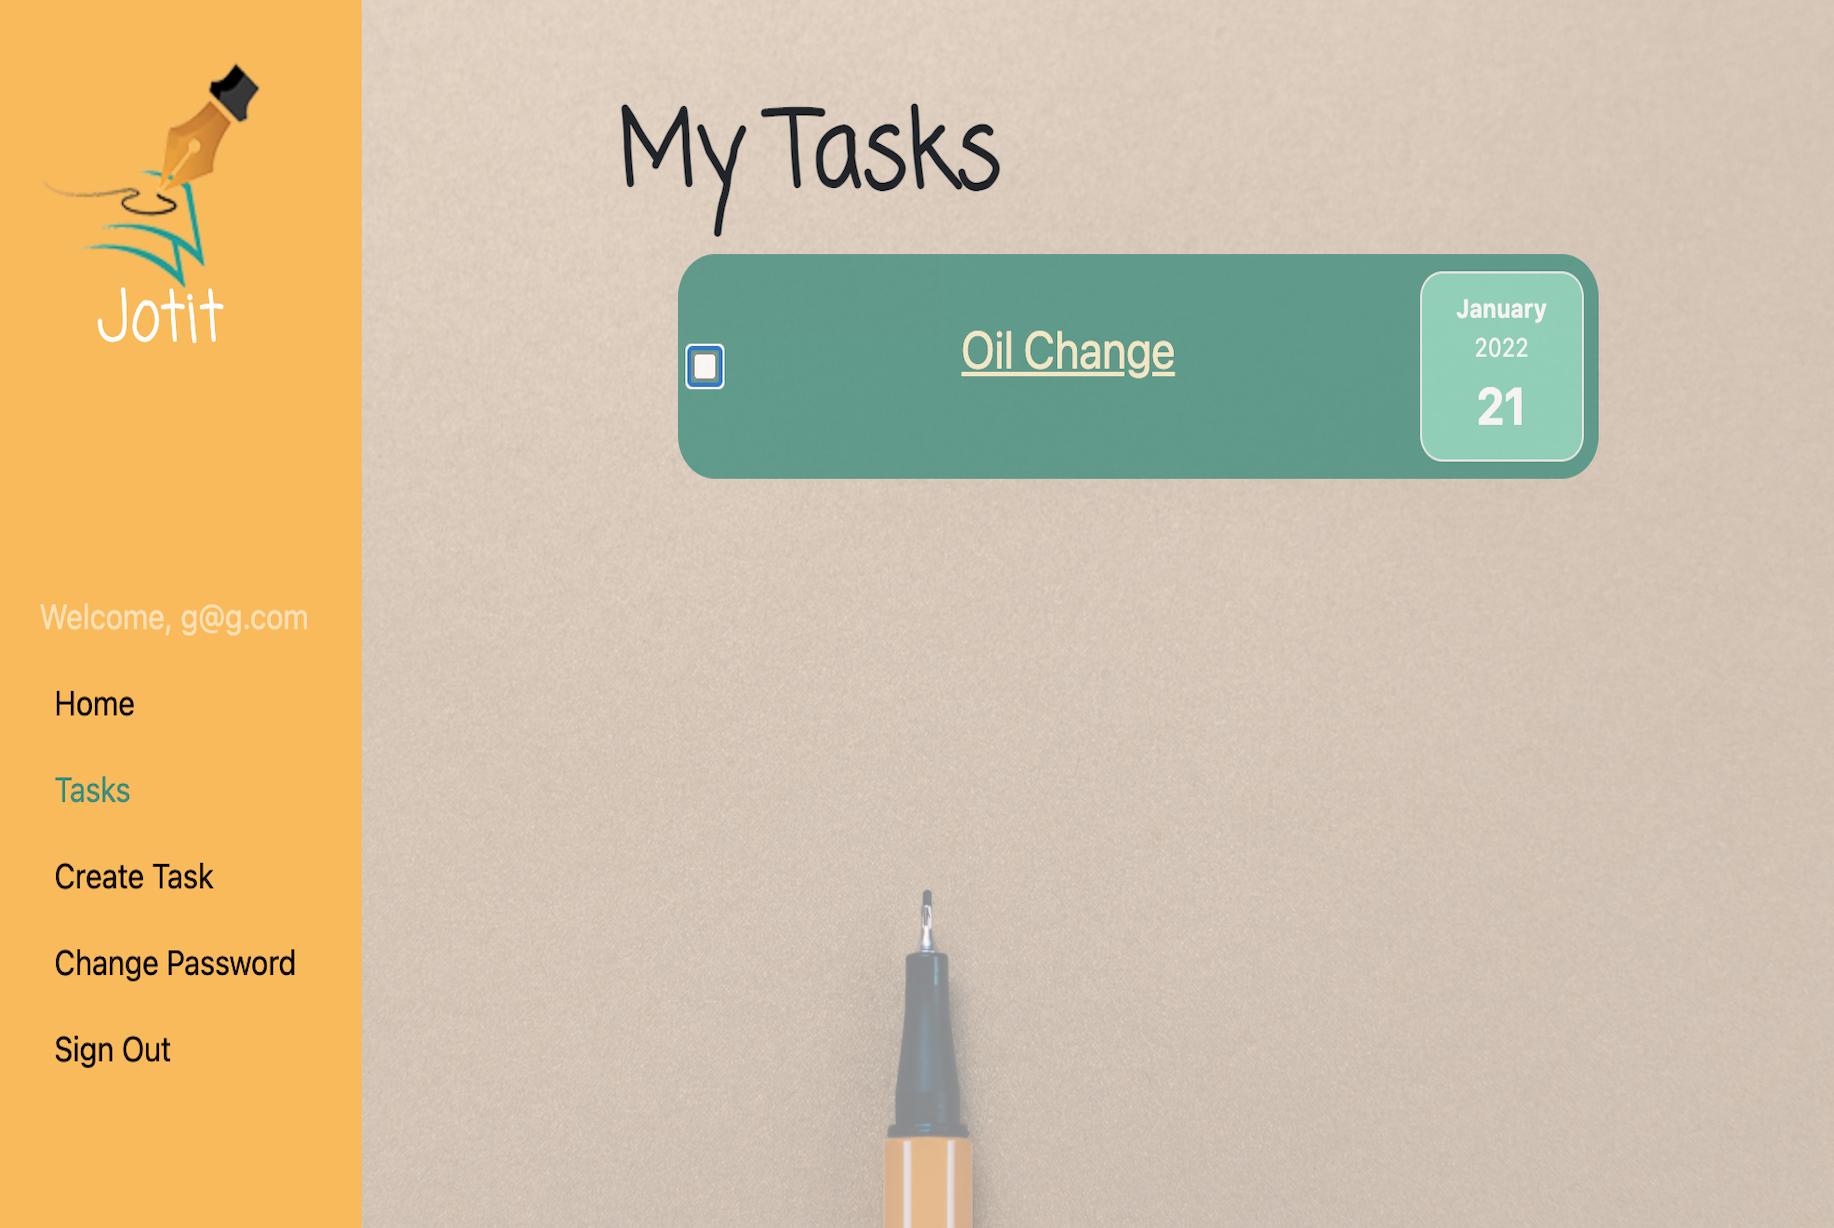 Jotit
Welcome, g@g.com
Home
Tasks
Create Task
Change Password
Sign Out
My Tasks
Oil Change
January
2022
21